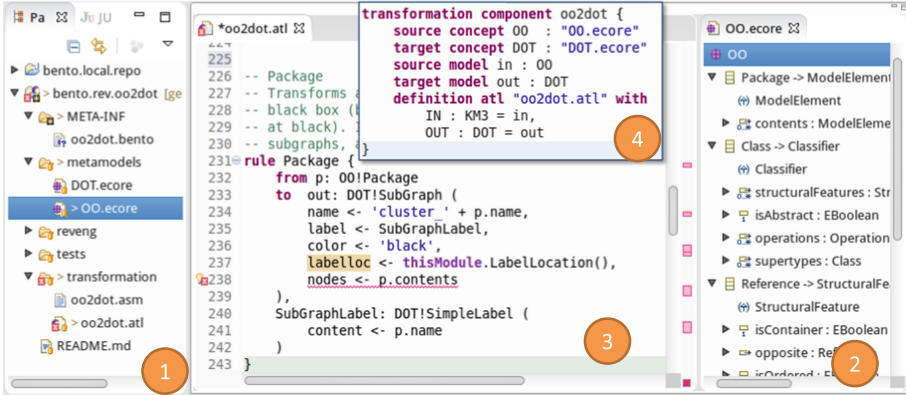 Pa
JU
bento.local.repo
> bento.rev.oo2dot [ge
> META-INF
oo2dot.bento
> metamodels
DOT.ecore
> OO.ecore
reveng
tests
> transformation
oo2dot.asm
> oo2dot.atl
README.md
1
*oo2dot.atl
225
226 -- Package
227 -- Transforms a
228 -- black box (b
229 -- at black). I
230 -- subgraphs, a
231 rule Package {
232 from p: OO!Package
233 to out: DOT!SubGraph (
234 name <- 'cluster_' + p.name,
235 label <- SubGraphLabel,
236 color <- 'black',
237 labelloc <- thisModule.LabelLocation(),
238 nodes <- p.contents
239 ),
240 SubGraphLabel: DOT!SimpleLabel (
241 content <- p.name
242 )
243 }
3
transformation component oo2dot {
source concept OO : "OO.ecore"
target concept DOT : "DOT.ecore"
source model in : OO
target model out : DOT
definition atl "oo2dot.atl" with
IN : KM3 = in,
OUT : DOT = out
}
4
OO.ecore
OO
Package -> ModelElement
ModelElement
contents : ModelEleme
Class -> Classifier
Classifier
structuralFeatures : Str
isAbstract : EBoolean
operations : Operation
supertypes : Class
Reference -> StructuralFea
StructuralFeature
isContainer : EBoolean
opposite : Ref
isOrdered : EB
2